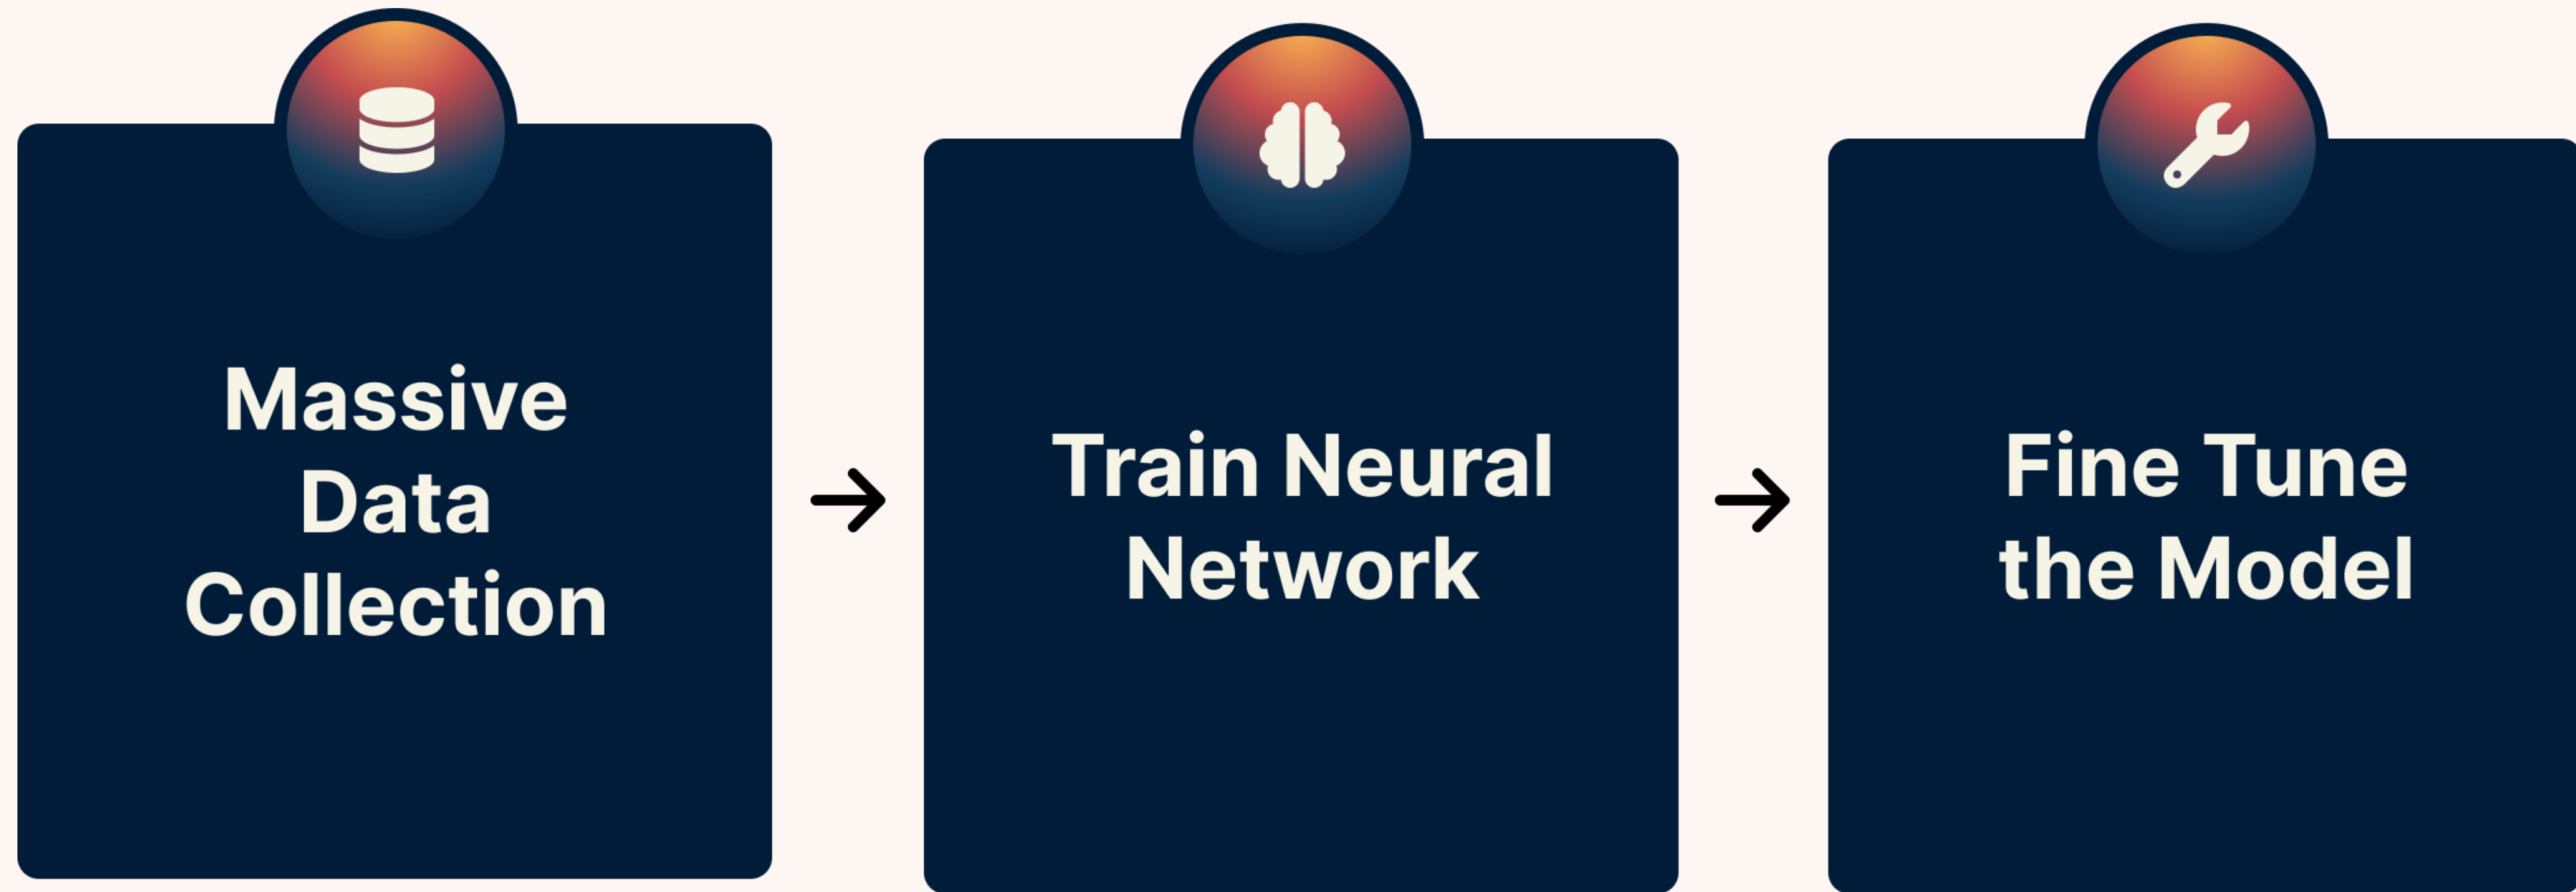 Massive
Data
Collection
Train Neural
Network
Fine Tune
the Model